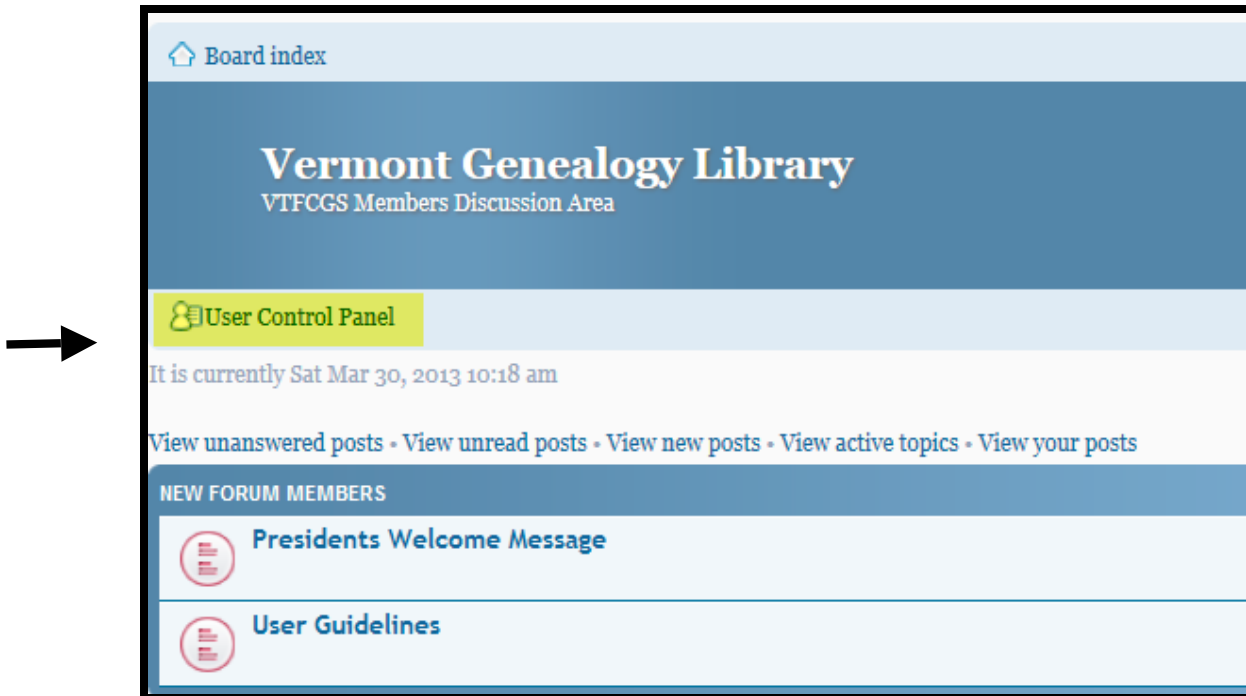 Board index
Vermont Genealogy Library
VTFCGS Members Discussion Area
User Control Panel
It is currently Sat Mar 30, 2013 10:18 am
View unanswered posts • View unread posts • View new posts • View active topics • View your posts
NEW FORUM MEMBERS
Presidents Welcome Message
User Guidelines